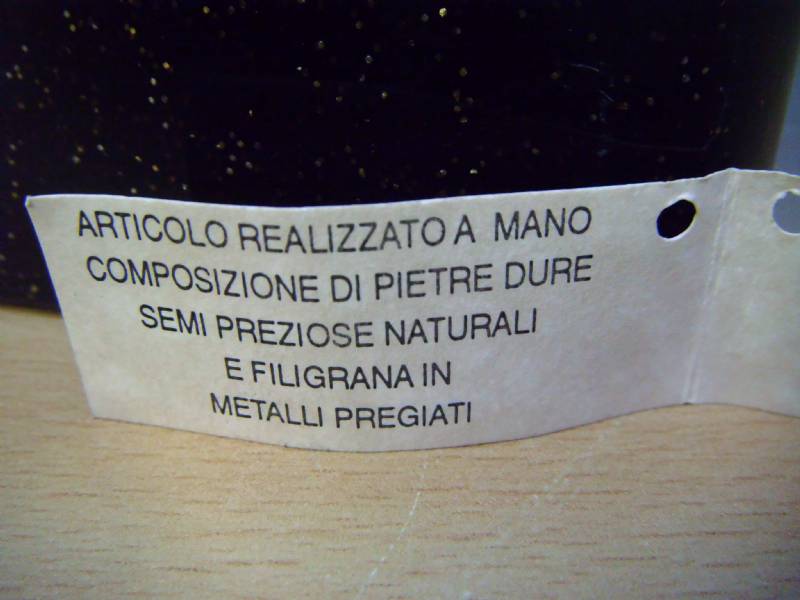 ARTICOLO REALIZZATO A MANO
COMPOSIZIONE DI PIETRE DURE
SEMI PREZIOSE NATURALI
E FILIGRANA IN
METALLI PREGIATI